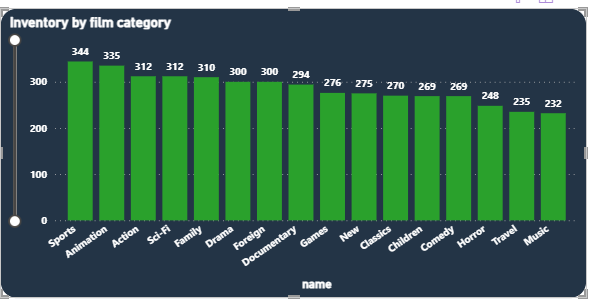 Inventory by film category
344 335 312 312 310 300 300 294 276 275 270 269 269 248 235 232
300
200
100
0
Sports Animation Action Sci-Fi Family Drama Foreign Documentary Games New Classics Children Comedy Horror Travel Music
name